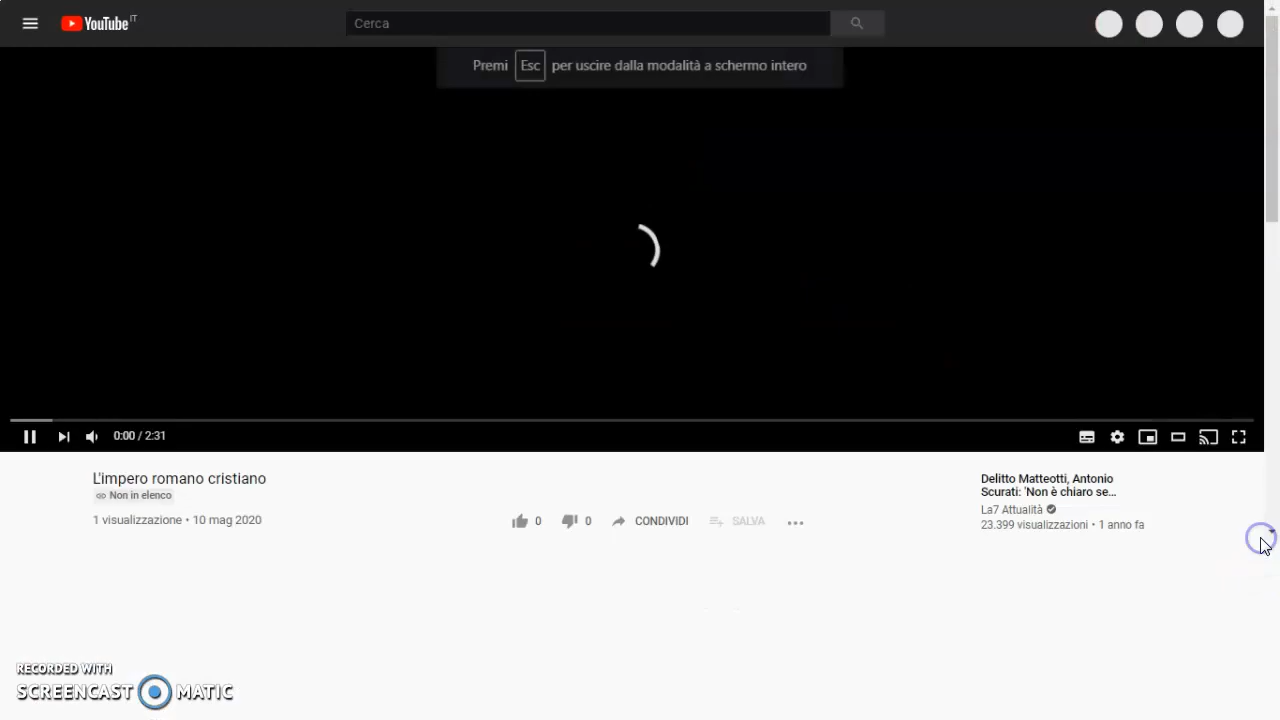 YouTube IT
Cerca
Premi Esc per uscire dalla modalità a schermo intero
0:00 / 2:31
L'impero romano cristiano
Non in elenco
1 visualizzazione • 10 mag 2020
0
0
CONDIVIDI
SALVA
Delitto Matteotti, Antonio
Scurati: 'Non è chiaro se...
La7 Attualità
23.399 visualizzazioni • 1 anno fa
RECORDED WITH
SCREENCAST MATIC